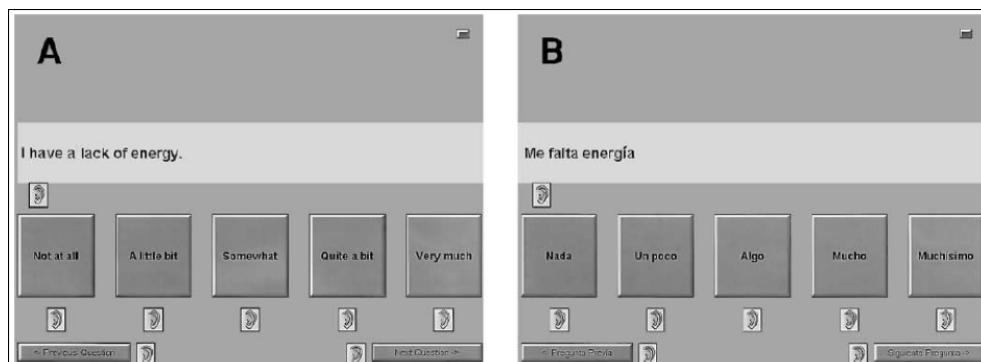 A
I have a lack of energy.
Not at all A little bit Somewhat Quite a bit Very much
< Previous Question Next Question >
B
Me falta energía
Nada Un poco Algo Mucho Muchísimo
< Pregunta Previa Siguiente Pregunta >